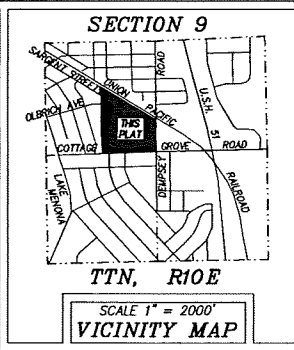 SECTION 9
SARGENT STREET
UNION PACIFIC
ROAD
U.S.H. 51
OLBRICH AVE
THIS
PLAT
COTTAGE GROVE ROAD
LAKE
MENONA
DEMPSEY
RAILROAD
TTN, R10E
SCALE 1" = 2000'
VICINITY MAP